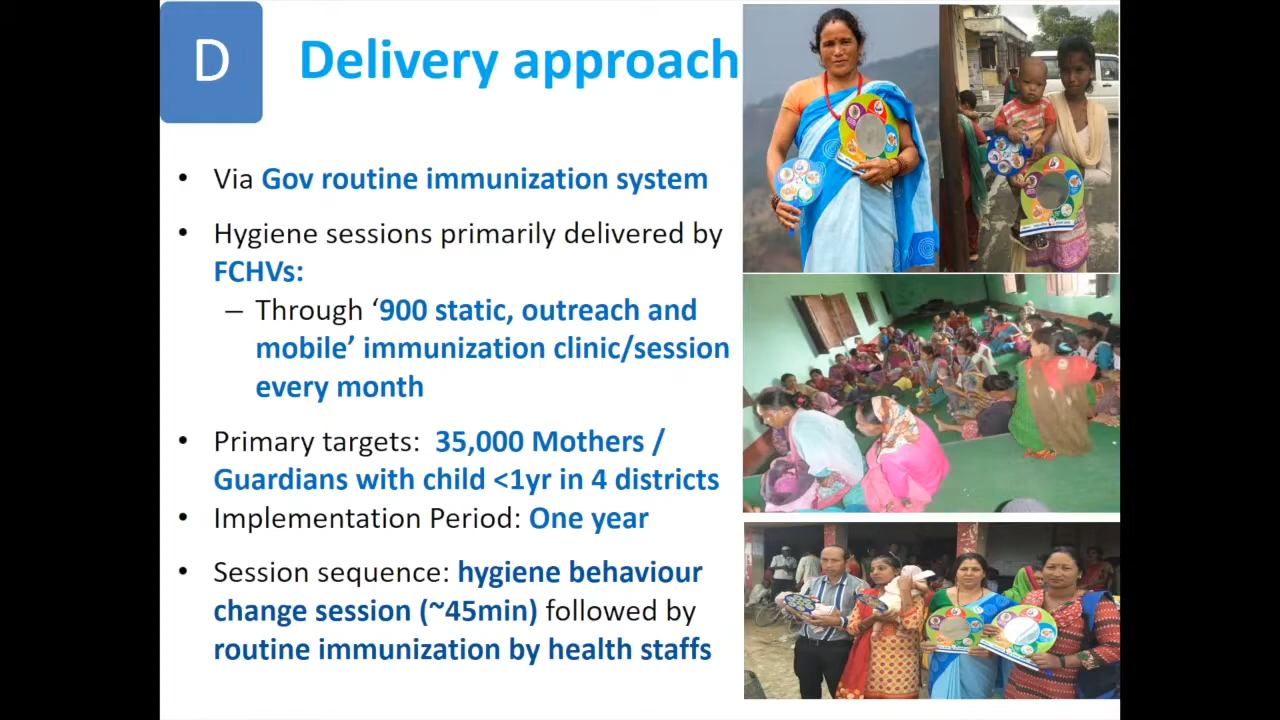 D
Delivery approach
• Via Gov routine immunization system
• Hygiene sessions primarily delivered by
FCHVs:
– Through ‘900 static, outreach and
mobile’ immunization clinic/session
every month
• Primary targets: 35,000 Mothers /
Guardians with child <1yr in 4 districts
• Implementation Period: One year
• Session sequence: hygiene behaviour
change session (~45min) followed by
routine immunization by health staffs